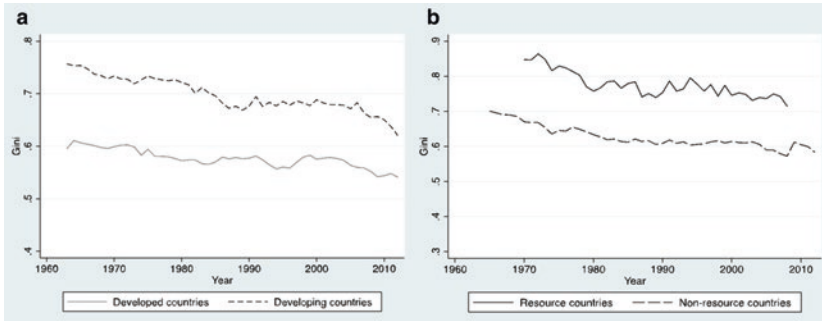 a
.8
.7
.6
.5
.4
Gini
1960 1970 1980 1990 2000 2010
Year
Developed countries Developing countries
b
.9
.8
.7
.6
.5
.4
.3
Gini
1960 1970 1980 1990 2000 2010
Year
Resource countries Non-resource countries